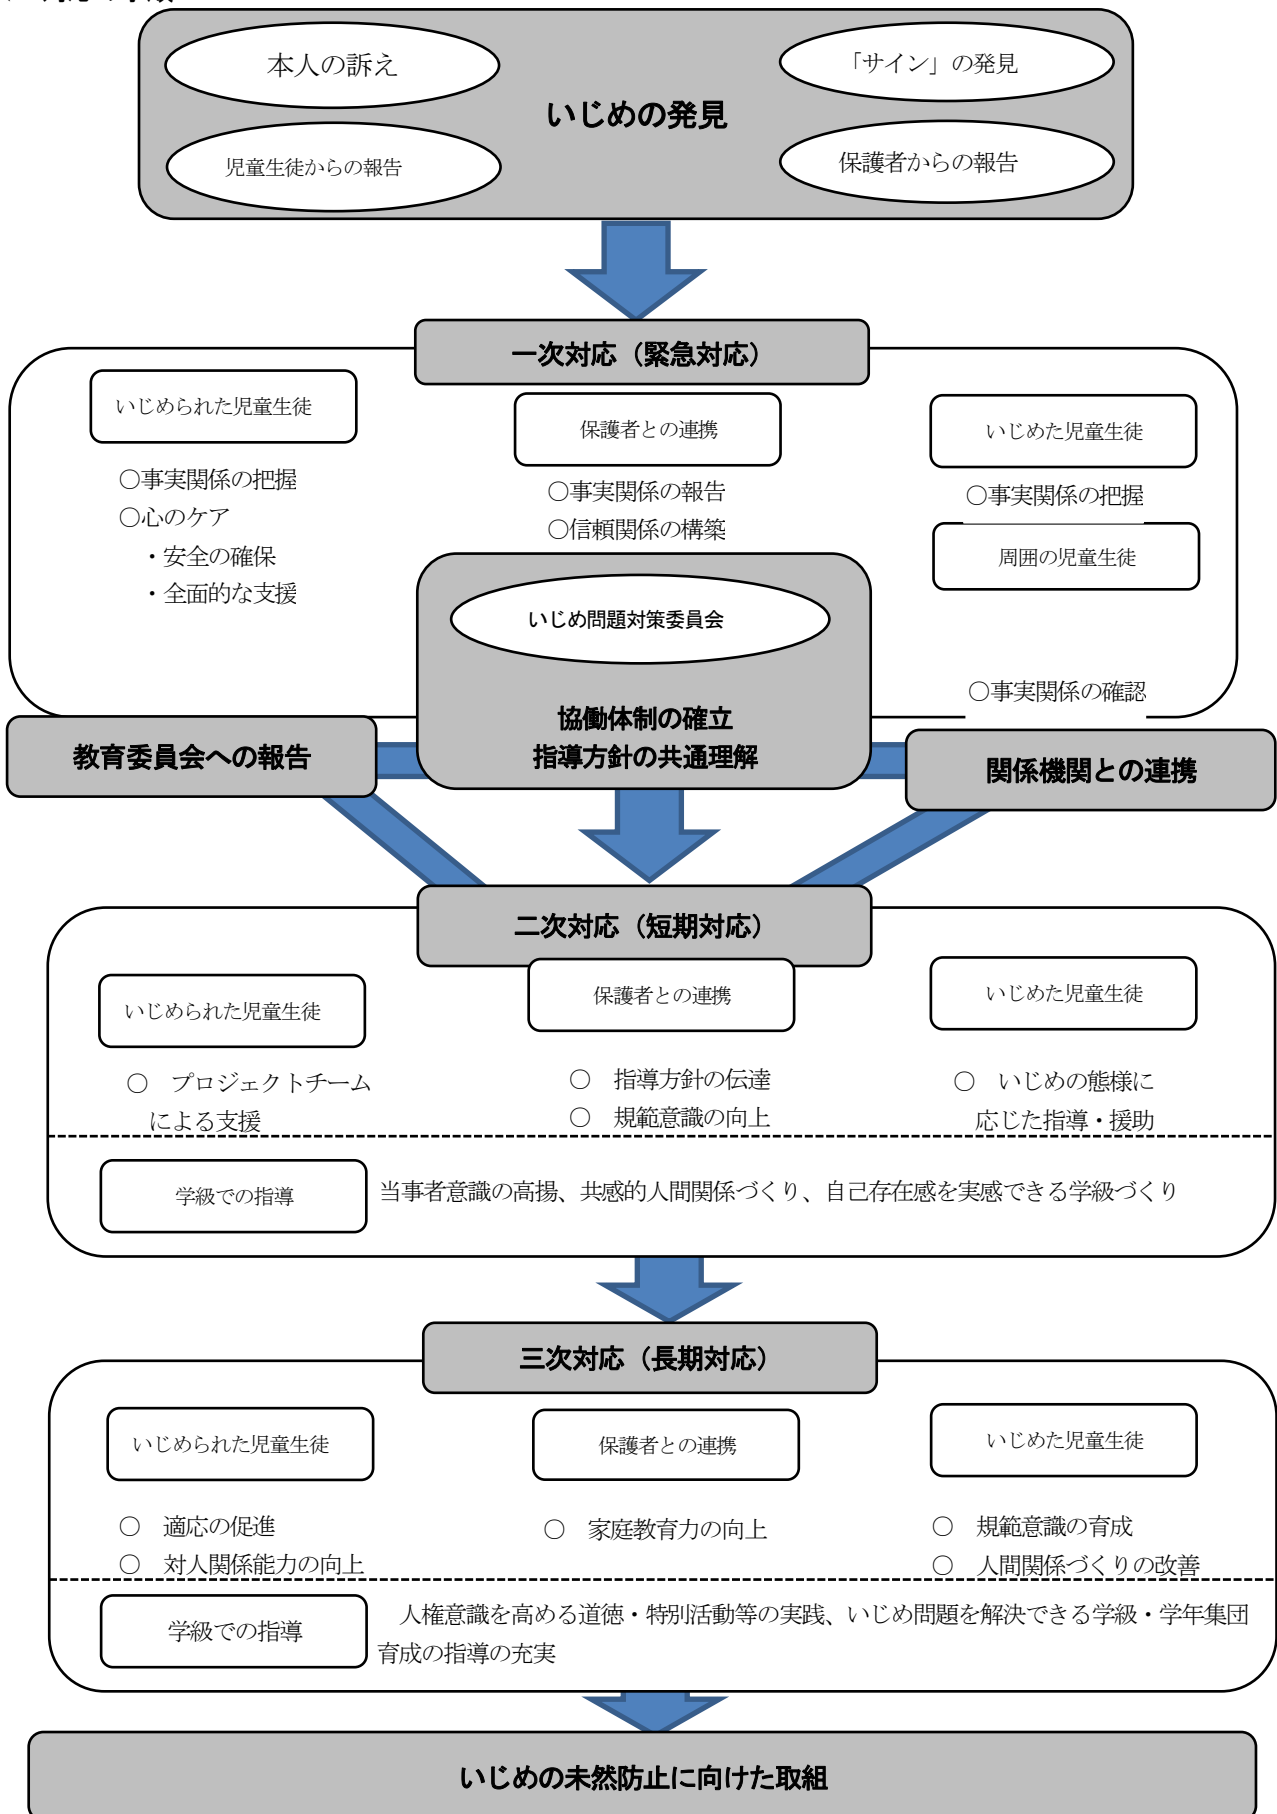 本人の訴え
「サイン」の発見
いじめの発見
児童生徒からの報告
保護者からの報告
一次対応（緊急対応）
いじめられた児童生徒
○事実関係の把握
○心のケア
・安全の確保
・全面的な支援
保護者との連携
○事実関係の報告
○信頼関係の構築
いじめた児童生徒
○事実関係の把握
周囲の児童生徒
○事実関係の確認
いじめ問題対策委員会
協働体制の確立
指導方針の共通理解
教育委員会への報告
関係機関との連携
二次対応（短期対応）
いじめられた児童生徒
○　プロジェクトチーム
による支援
保護者との連携
○　指導方針の伝達
○　規範意識の向上
いじめた児童生徒
○　いじめの態様に
応じた指導・援助
学級での指導
当事者意識の高揚、共感的人間関係づくり、自己存在感を実感できる学級づくり
三次対応（長期対応）
いじめられた児童生徒
○　適応の促進
○　対人関係能力の向上
保護者との連携
○　家庭教育力の向上
いじめた児童生徒
○　規範意識の育成
○　人間関係づくりの改善
学級での指導
人権意識を高める道徳・特別活動等の実践、いじめ問題を解決できる学級・学年集団
育成の指導の充実
いじめの未然防止に向けた取組